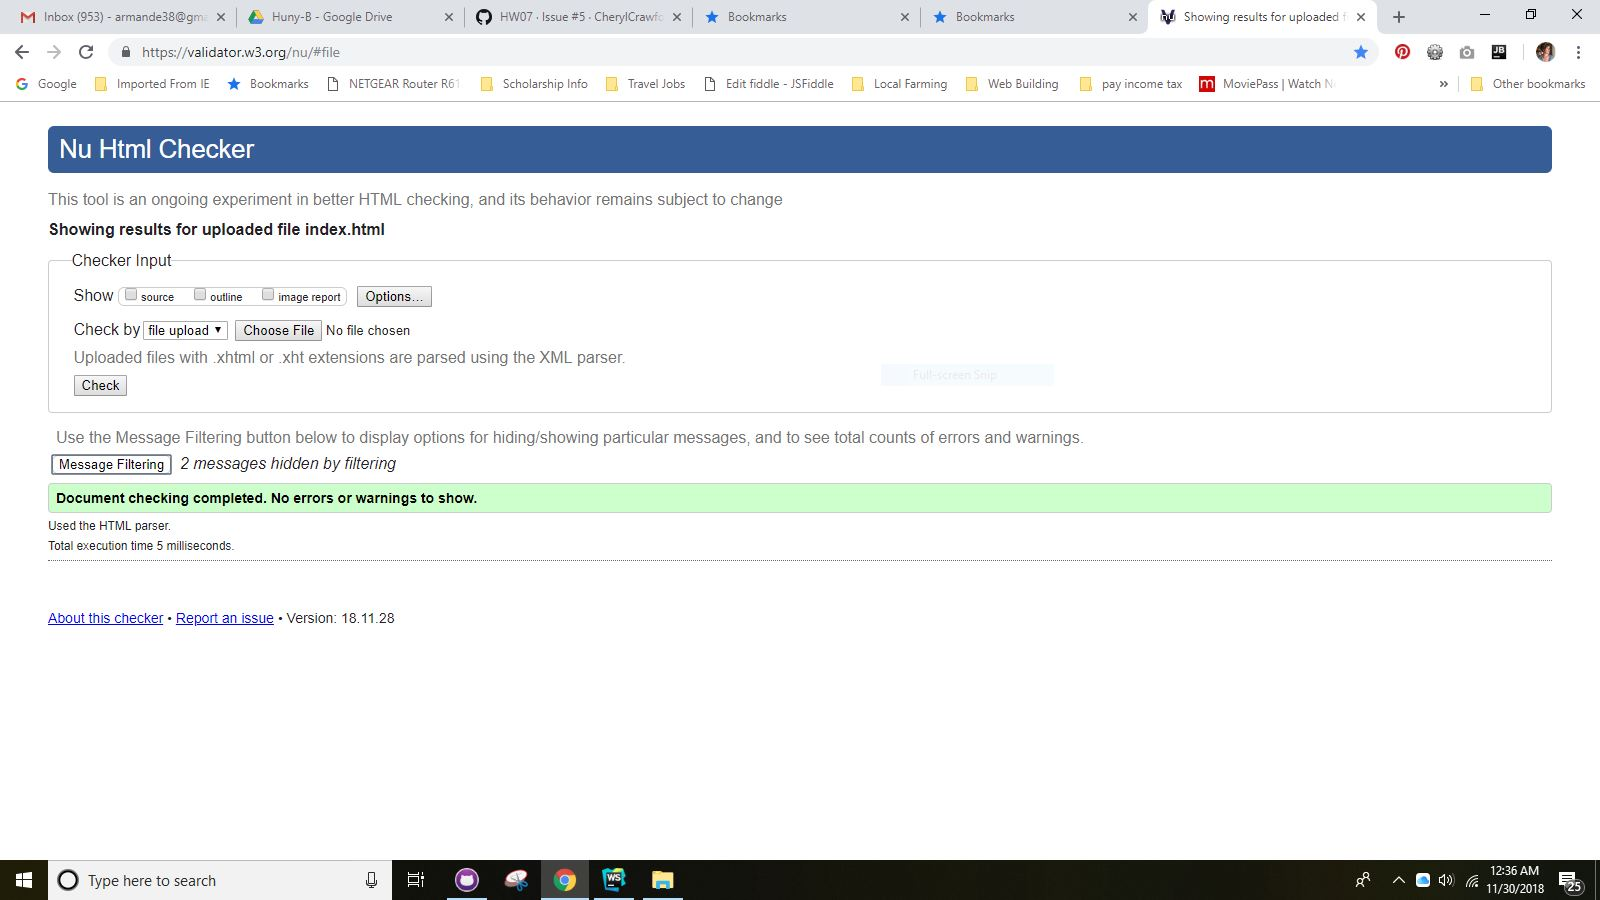 Inbox (953) - armande38@gma
Huny-B - Google Drive
HW07 · Issue #5 · CherylCrawfo
Bookmarks
Bookmarks
Showing results for uploaded f
https://validator.w3.org/nu/#file
Google
Imported From IE
Bookmarks
NETGEAR Router R61
Scholarship Info
Travel Jobs
Edit fiddle - JSFiddle
Local Farming
Web Building
pay income tax
MoviePass | Watch N
»
Other bookmarks
Nu Html Checker
This tool is an ongoing experiment in better HTML checking, and its behavior remains subject to change
Showing results for uploaded file index.html
Checker Input
Show source outline image report Options...
Check by file upload Choose File No file chosen
Uploaded files with .xhtml or .xht extensions are parsed using the XML parser.
Full-screen Snip
Check
Use the Message Filtering button below to display options for hiding/showing particular messages, and to see total counts of errors and warnings.
Message Filtering 2 messages hidden by filtering
Document checking completed. No errors or warnings to show.
Used the HTML parser.
Total execution time 5 milliseconds.
About this checker • Report an issue • Version: 18.11.28
Type here to search
WS
12:36 AM
11/30/2018
25